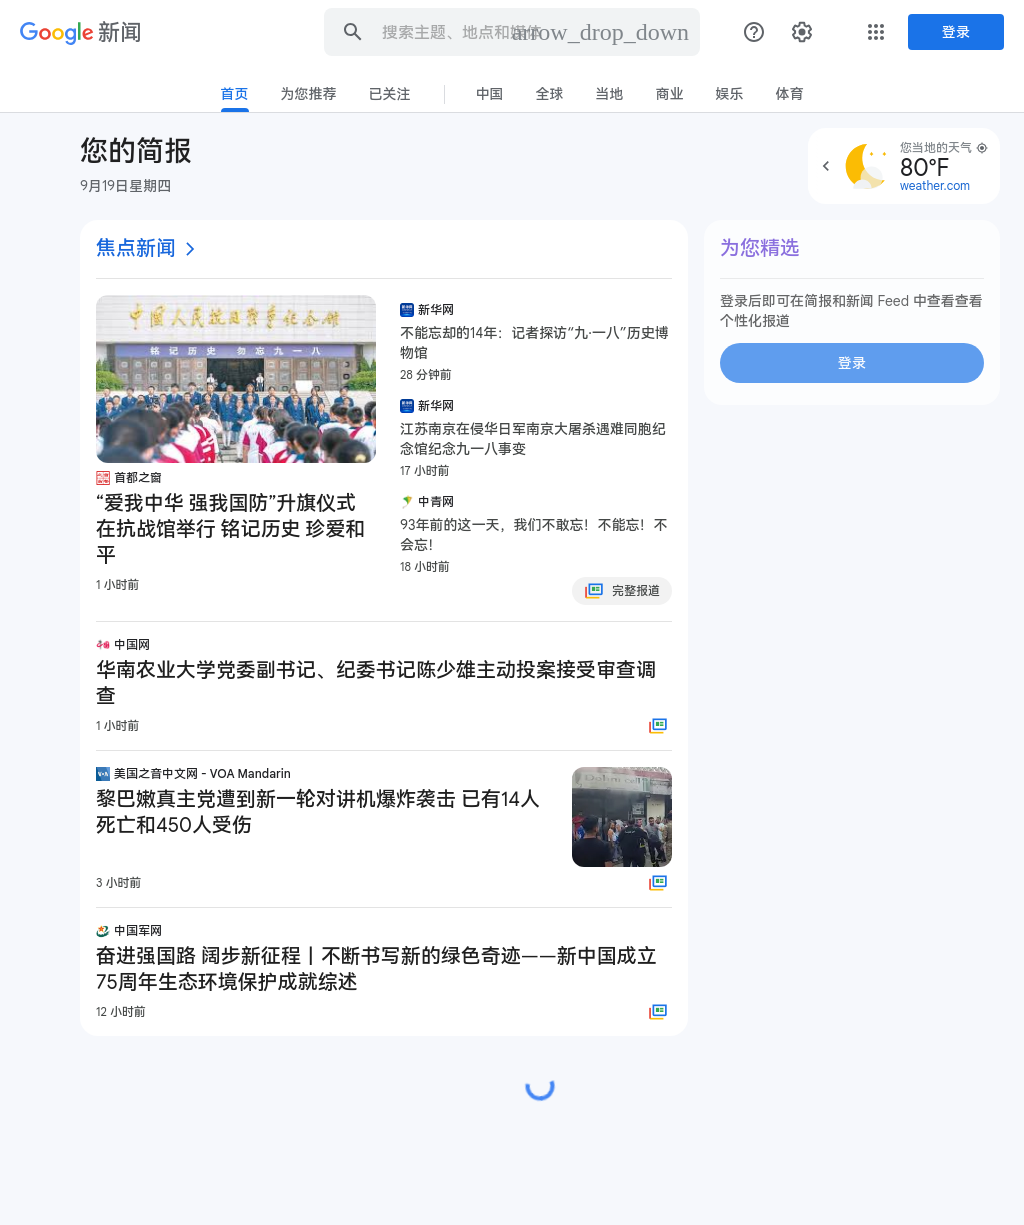 Google 新闻
搜索主题、地点和媒体
arrow_drop_down
登录
首页
为您推荐
已关注
中国
全球
当地
商业
娱乐
体育
您的简报
9月19日星期四
您当地的天气
80°F
weather.com
焦点新闻
中国人民抗日战争纪念馆
铭记历史 勿忘九一八
首都之窗
“爱我中华 强我国防”升旗仪式
在抗战馆举行 铭记历史 珍爱和
平
1 小时前
新华网
不能忘却的14年：记者探访“九·一八”历史博
物馆
28 分钟前
新华网
江苏南京在侵华日军南京大屠杀遇难同胞纪
念馆纪念九一八事变
17 小时前
中青网
93年前的这一天，我们不敢忘！不能忘！不
会忘！
18 小时前
完整报道
中国网
华南农业大学党委副书记、纪委书记陈少雄主动投案接受审查调
查
1 小时前
VOA
美国之音中文网 - VOA Mandarin
黎巴嫩真主党遭到新一轮对讲机爆炸袭击 已有14人
死亡和450人受伤
3 小时前
中国军网
奋进强国路 阔步新征程丨不断书写新的绿色奇迹——新中国成立
75周年生态环境保护成就综述
12 小时前
为您精选
登录后即可在简报和新闻 Feed 中查看查看
个性化报道
登录